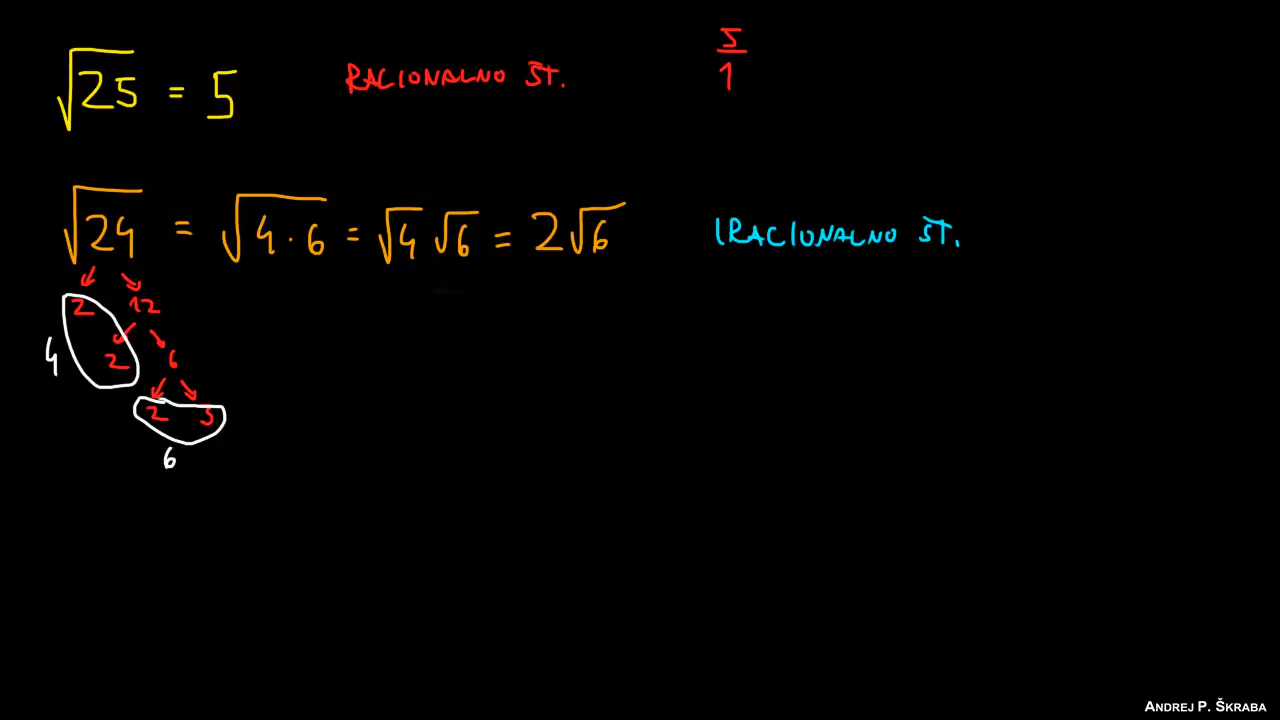 5
√25 = 5 RACIONALNO ŠT. 1
√24 = √4·6 = √4 √6 = 2√6 IRACIONALNO ŠT.
2 12
4 2 6
2 3
6
ANDREJ P. ŠKRABA